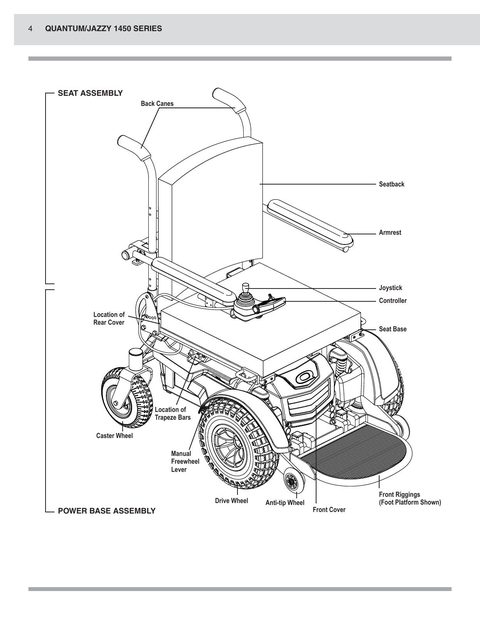 4 QUANTUM/JAZZY 1450 SERIES
SEAT ASSEMBLY
Back Canes
Seatback
Armrest
Joystick
Controller
Location of
Rear Cover
Seat Base
Location of
Trapeze Bars
Caster Wheel
Manual
Freewheel
Lever
Drive Wheel
Anti-tip Wheel
Front Cover
Front Riggings
(Foot Platform Shown)
POWER BASE ASSEMBLY